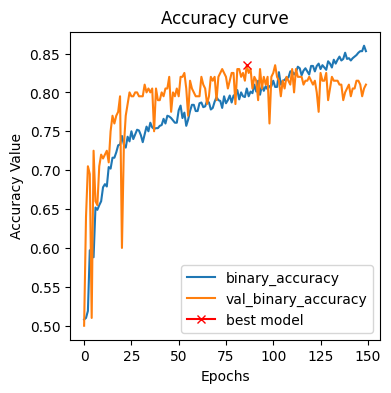 Accuracy curve
Accuracy Value
0.85
0.80
0.75
0.70
0.65
0.60
0.55
0.50
binary_accuracy
val_binary_accuracy
best model
0 25 50 75 100 125 150
Epochs